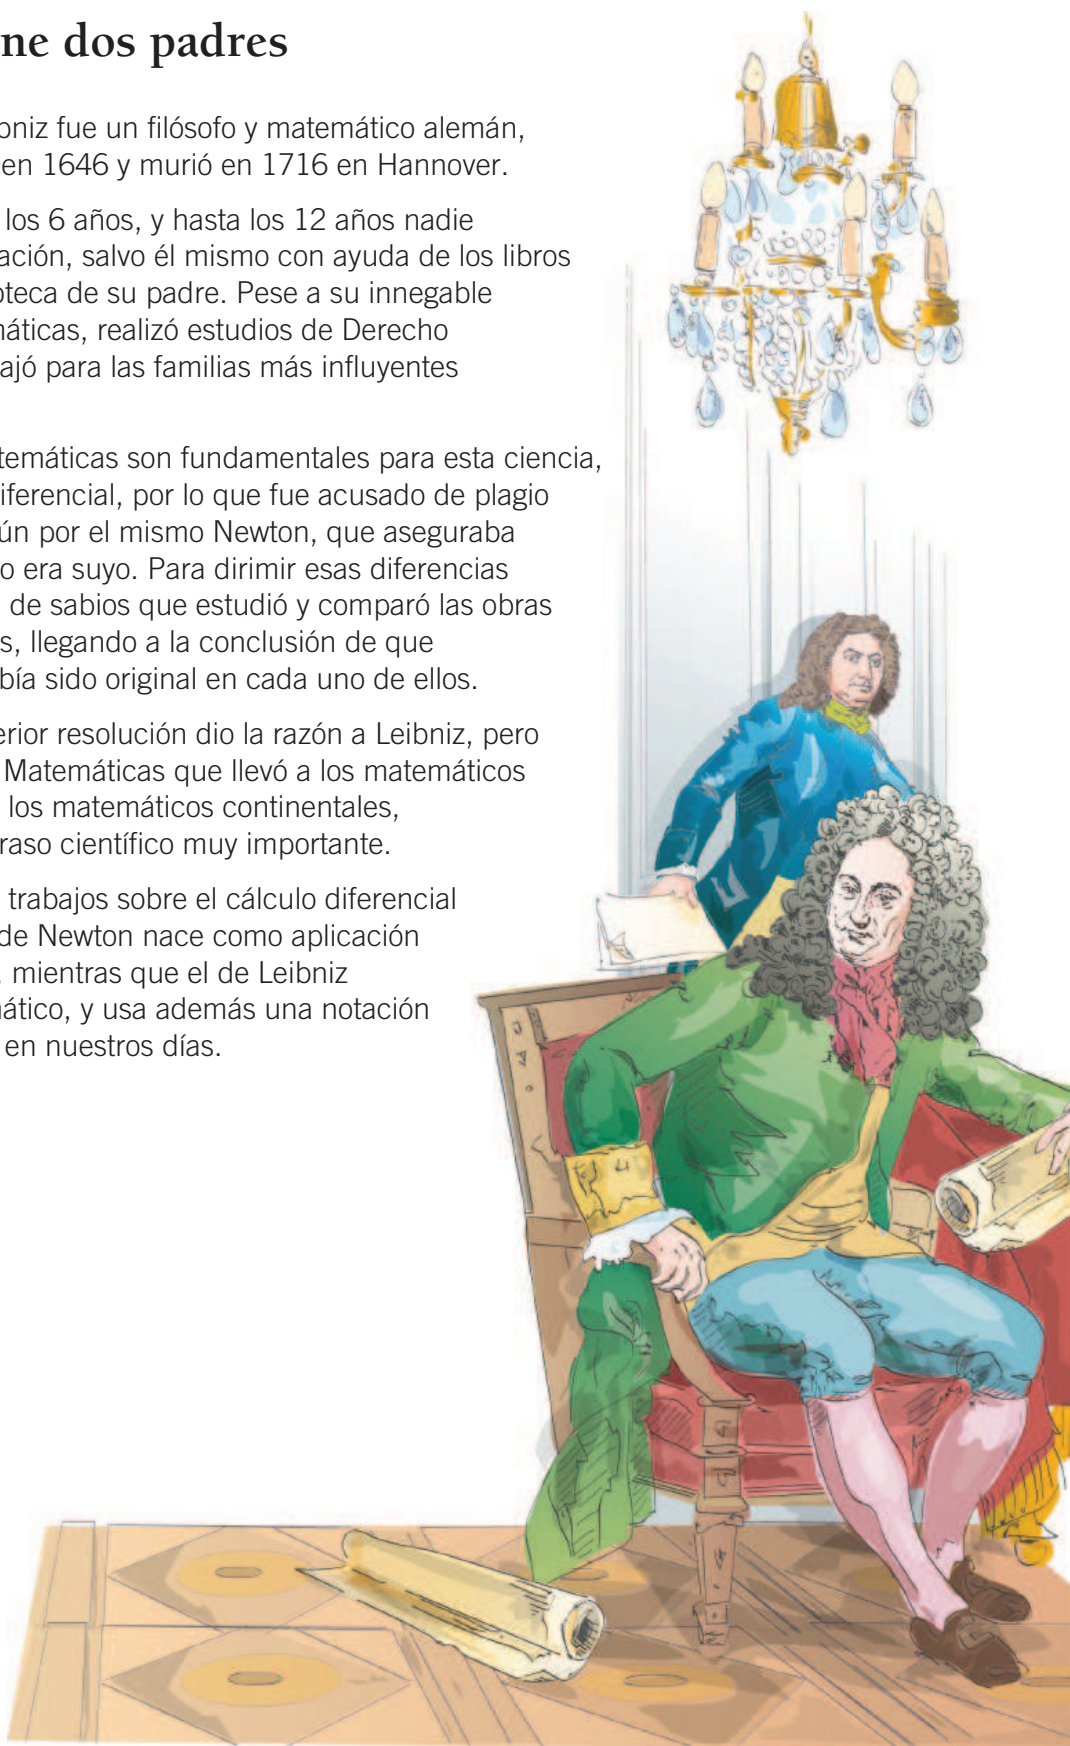 ne dos padres
bniz fue un filósofo y matemático alemán,
en 1646 y murió en 1716 en Hannover.
los 6 años, y hasta los 12 años nadie
ación, salvo él mismo con ayuda de los libros
oteca de su padre. Pese a su innegable
máticas, realizó estudios de Derecho
ajó para las familias más influyentes
temáticas son fundamentales para esta ciencia,
iferencial, por lo que fue acusado de plagio
ún por el mismo Newton, que aseguraba
o era suyo. Para dirimir esas diferencias
de sabios que estudió y comparó las obras
s, llegando a la conclusión de que
bía sido original en cada uno de ellos.
erior resolución dio la razón a Leibniz, pero
Matemáticas que llevó a los matemáticos
los matemáticos continentales,
raso científico muy importante.
trabajos sobre el cálculo diferencial
de Newton nace como aplicación
, mientras que el de Leibniz
nático, y usa además una notación
en nuestros días.